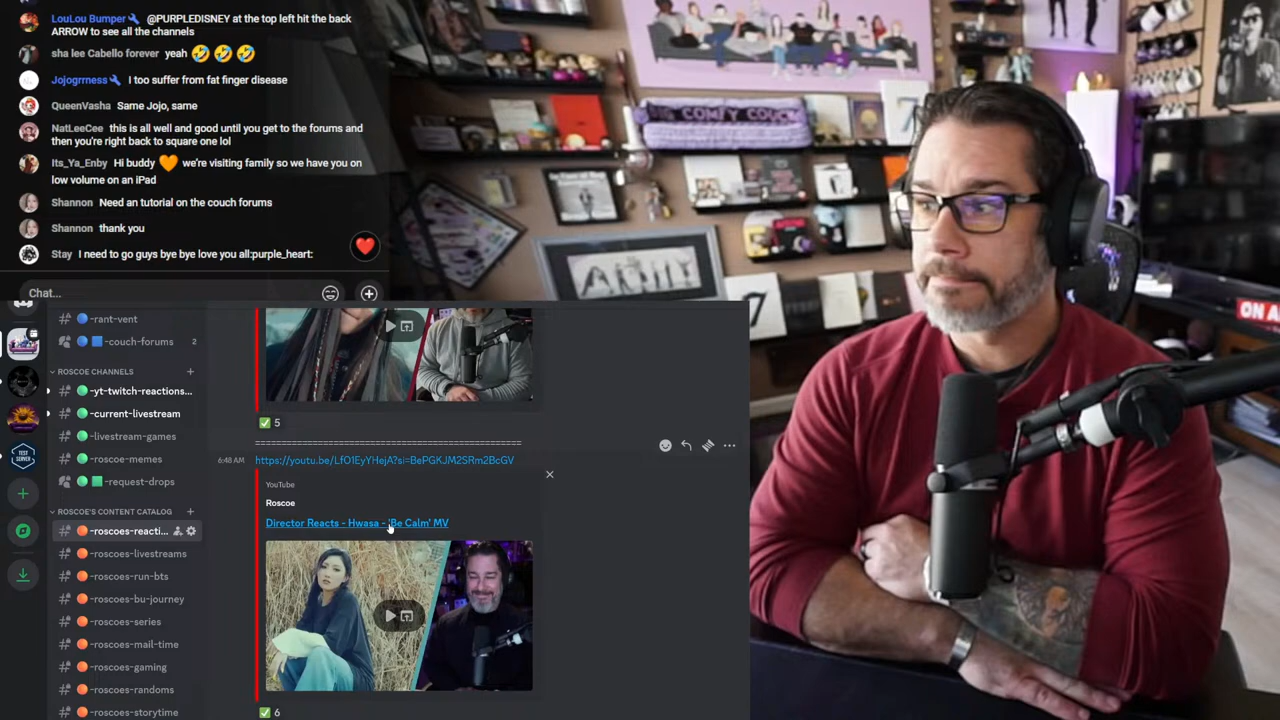 LouLou Bumper @PURPLEDISNEY at the top left hit the back
ARROW to see all the channels
sha lee Cabello forever yeah 🤣🤣🤣
Jojogrrness I too suffer from fat finger disease
QueenVasha Same Jojo, same
NatLeeCee this is all well and good until you get to the forums and
then you're right back to square one lol
Its_Ya_Enby Hi buddy 🧡 we're visiting family so we have you on
low volume on an iPad
Shannon Need an tutorial on the couch forums
Shannon thank you
Stay I need to go guys bye bye love you all:purple_heart:
Chat...
-rant-vent
-couch-forums 2
ROSCOE CHANNELS
-yt-twitch-reactions...
-current-livestream
-livestream-games
-roscoe-memes
-request-drops
ROSCOE'S CONTENT CATALOG
-roscoes-reacti...
-roscoes-livestreams
-roscoes-run-bts
-roscoes-bu-journey
-roscoes-series
-roscoes-mail-time
-roscoes-gaming
-roscoes-randoms
-roscoes-storytime
TEST
SERVER
✅ 5
==================================================
6:48 AM https://youtu.be/LfO1EyYHejA?si=BePGKJM2SRm2BcGV
YouTube
Roscoe
Director Reacts - Hwasa - 'Be Calm' MV
✅ 6
BIG COMFY COUCH
ARMY
7
7
ON A